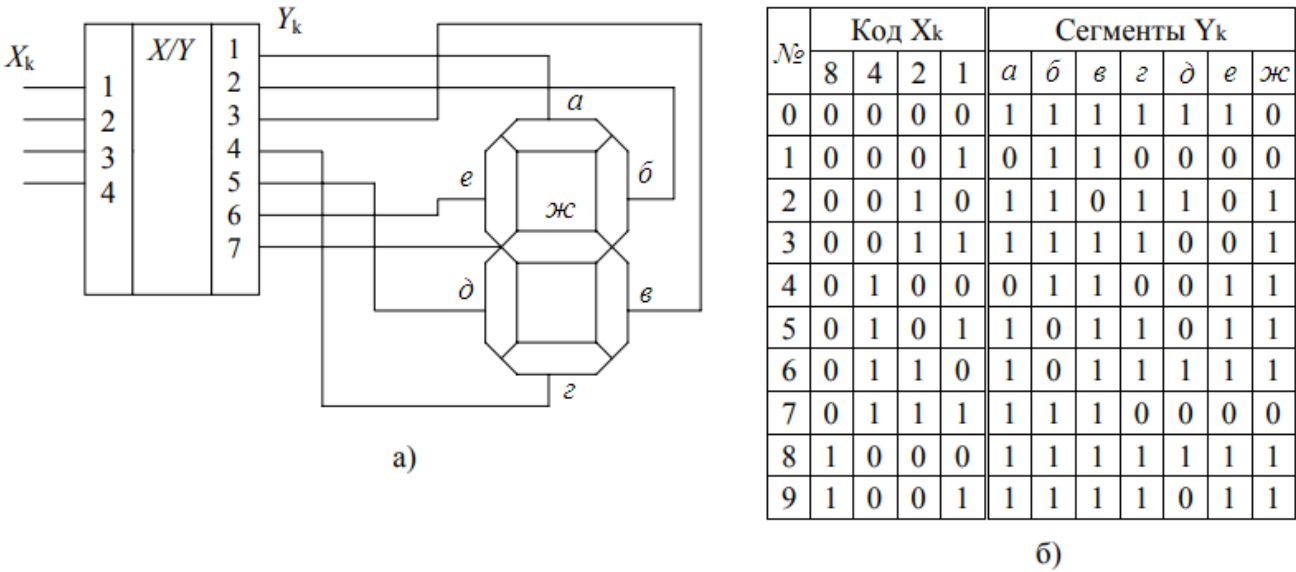 Xk
X/Y
Yk
1
2
3
4
1
2
3
4
5
6
7
а
б
в
г
д
е
ж
а)
№ Код Xk Сегменты Yk
8 4 2 1 а б в г д е ж
0 0 0 0 0 1 1 1 1 1 1 0
1 0 0 0 1 0 1 1 0 0 0 0
2 0 0 1 0 1 1 0 1 1 0 1
3 0 0 1 1 1 1 1 1 0 0 1
4 0 1 0 0 0 1 1 0 0 1 1
5 0 1 0 1 1 0 1 1 0 1 1
6 0 1 1 0 1 0 1 1 1 1 1
7 0 1 1 1 1 1 1 0 0 0 0
8 1 0 0 0 1 1 1 1 1 1 1
9 1 0 0 1 1 1 1 1 0 1 1
б)